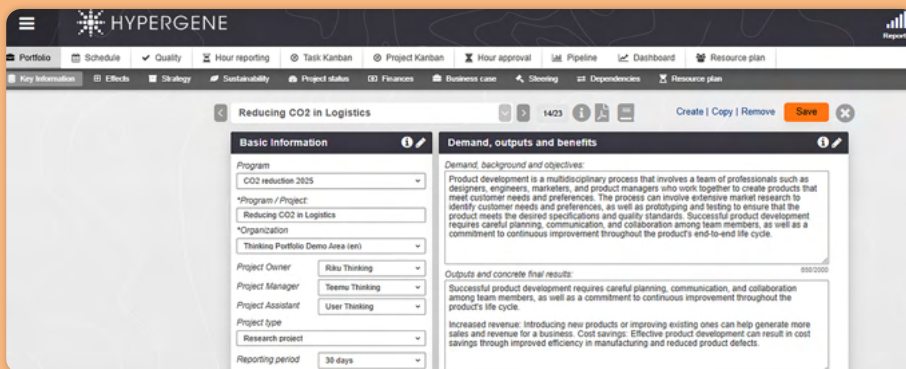 HYPERGENE
Report
Portfolio Schedule Quality Hour reporting Task Kanban Project Kanban Hour approval Pipeline Dashboard Resource plan
Key Information Effects Strategy Sustainability Project status Finances Business case Steering Dependencies Resource plan
Reducing CO2 in Logistics 14/23 Create | Copy | Remove Save
Basic Information
Program
CO2 reduction 2025
*Program / Project:
Reducing CO2 in Logistics
*Organization
Thinking Portfolio Demo Area (en)
Project Owner Riku Thinking
Project Manager Teemu Thinking
Project Assistant User Thinking
Project type
Research project
Reporting period 30 days
Demand, outputs and benefits
Demand, background and objectives:
Product development is a multidisciplinary process that involves a team of professionals such as
designers, engineers, marketers, and product managers who work together to create products that
meet customer needs and preferences. The process can involve extensive market research to
identify customer needs and preferences, as well as prototyping and testing to ensure that the
product meets the desired specifications and quality standards. Successful product development
requires careful planning, communication, and collaboration among team members, as well as a
commitment to continuous improvement throughout the product's end-to-end life cycle.
650/2000
Outputs and concrete final results:
Successful product development requires careful planning, communication, and collaboration
among team members, as well as a commitment to continuous improvement throughout the
product's life cycle.
Increased revenue: Introducing new products or improving existing ones can help generate more
sales and revenue for a business. Cost savings: Effective product development can result in cost
savings through improved efficiency in manufacturing and reduced product defects.